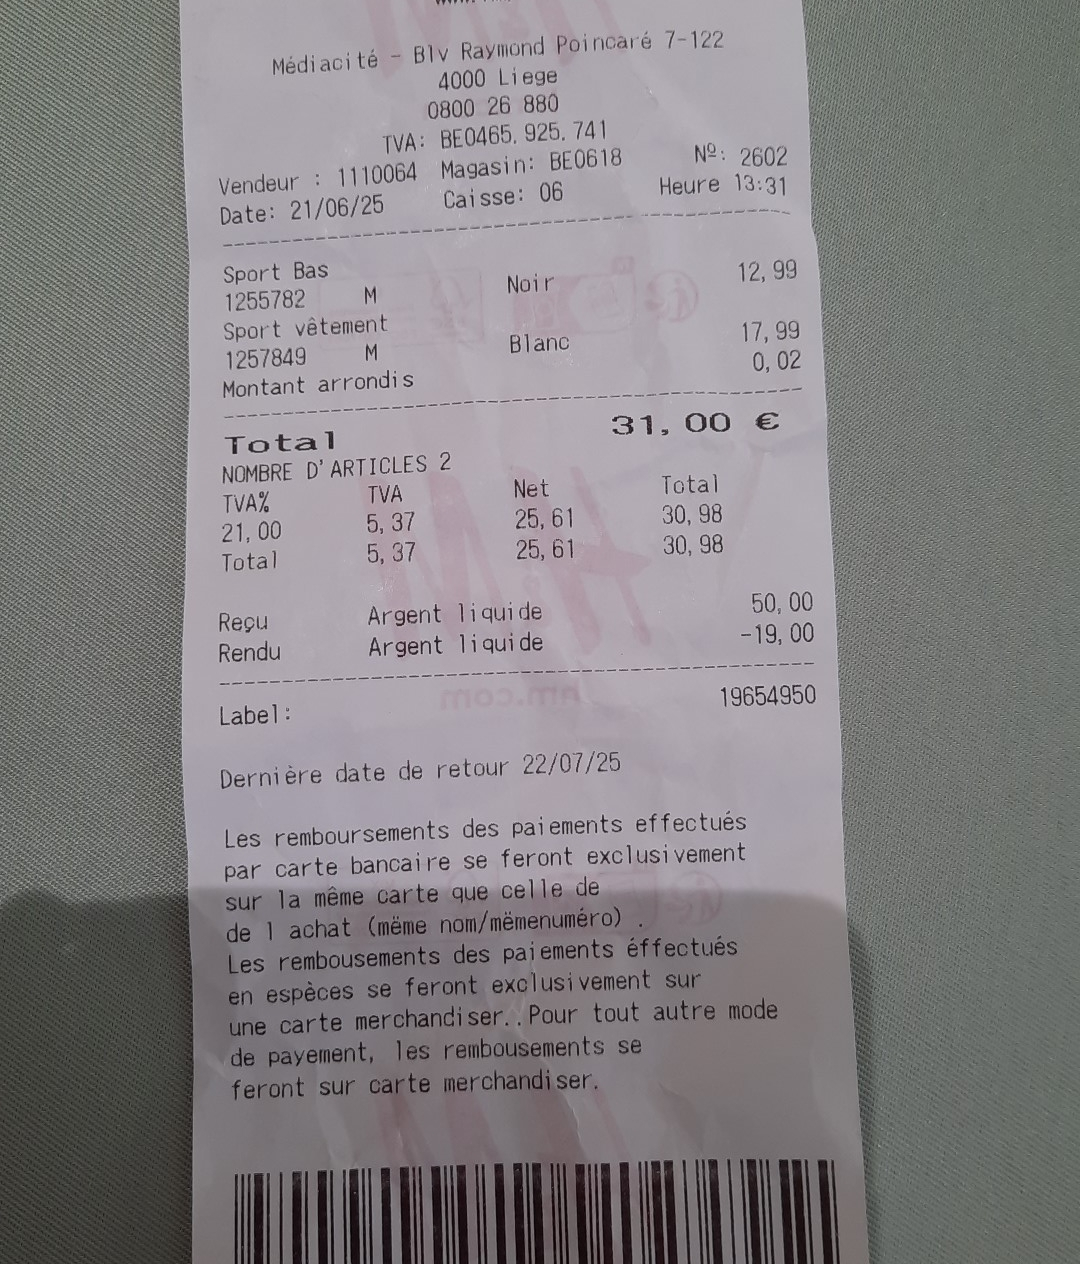 Médiacité - Blv Raymond Poincaré 7-122
4000 Liege
0800 26 880
TVA: BE0465. 925. 741
Vendeur : 1110064 Magasin: BE0618 Nº: 2602
Date: 21/06/25 Caisse: 06 Heure 13:31
Sport Bas
1255782 M Noir 12,99
Sport vêtement
1257849 M Blanc 17,99
Montant arrondis 0,02
Total 31,00 €
NOMBRE D'ARTICLES 2
TVA% TVA Net Total
21,00 5,37 25,61 30,98
Total 5,37 25,61 30,98
Reçu Argent liquide 50,00
Rendu Argent liquide -19,00
Label: 19654950
Dernière date de retour 22/07/25
Les remboursements des paiements effectués
par carte bancaire se feront exclusivement
sur la même carte que celle de
de l achat (mëme nom/mëmenuméro) .
Les rembousements des paiements éffectués
en espèces se feront exclusivement sur
une carte merchandiser.. Pour tout autre mode
de payement, les rembousements se
feront sur carte merchandiser.